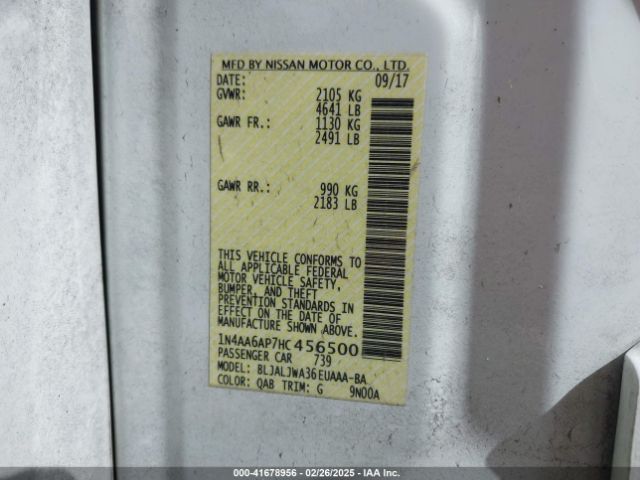 MFD BY NISSAN MOTOR CO., LTD.
DATE: 09/17
GVWR: 2105 KG
4641 LB
GAWR FR.: 1130 KG
2491 LB
GAWR RR.: 990 KG
2183 LB
THIS VEHICLE CONFORMS TO
ALL APPLICABLE FEDERAL
MOTOR VEHICLE SAFETY,
BUMPER, AND THEFT
PREVENTION STANDARDS IN
EFFECT ON THE DATE OF
MANUFACTURE SHOWN ABOVE.
1N4AA6AP7HC456500
PASSENGER CAR 739
MODEL: BLJALJWA36EUAAA-BA
COLOR: QAB TRIM: G 9N00A
000-41678956 • 02/26/2025 • IAA Inc.